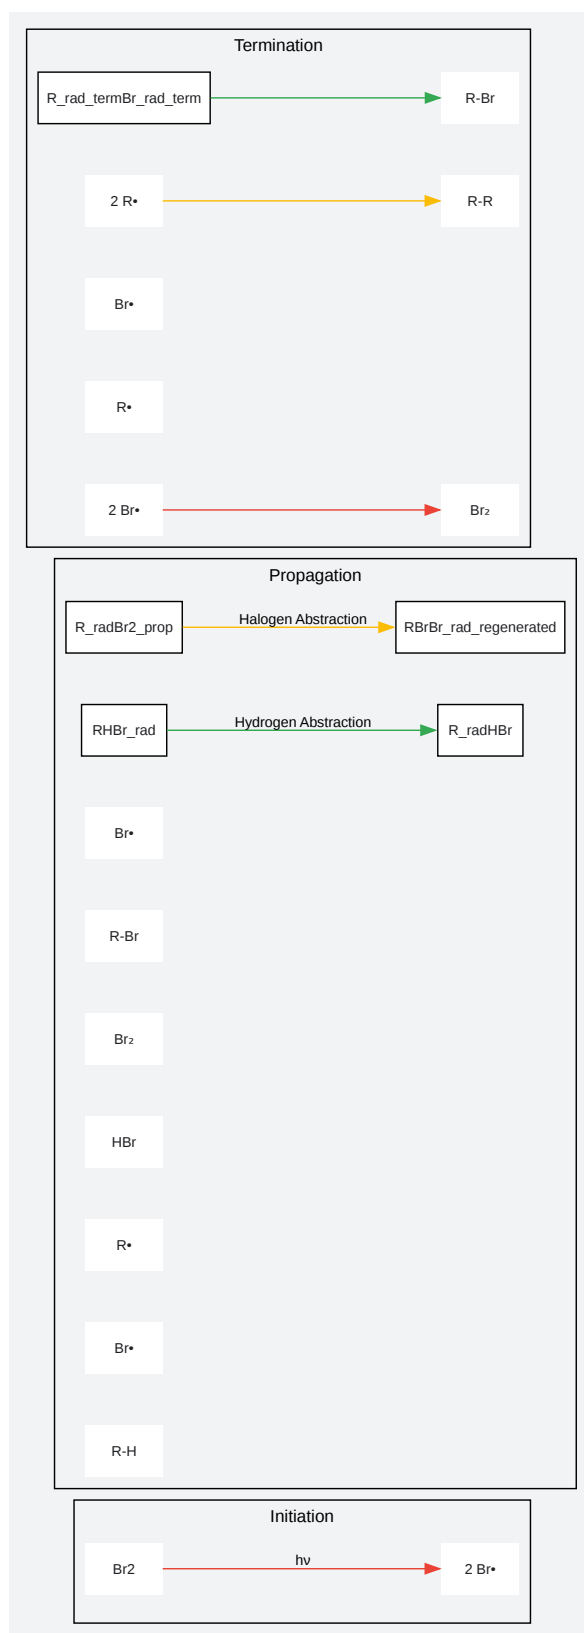 Termination
R_rad_termBr_rad_term
R-Br
2 R•
R-R
Br•
R•
2 Br•
Br₂
Propagation
R_radBr2_prop
Halogen Abstraction
RBrBr_rad_regenerated
RHBr_rad
Hydrogen Abstraction
R_radHBr
Br•
R-Br
Br₂
HBr
R•
Br•
R-H
Initiation
Br2
hν
2 Br•